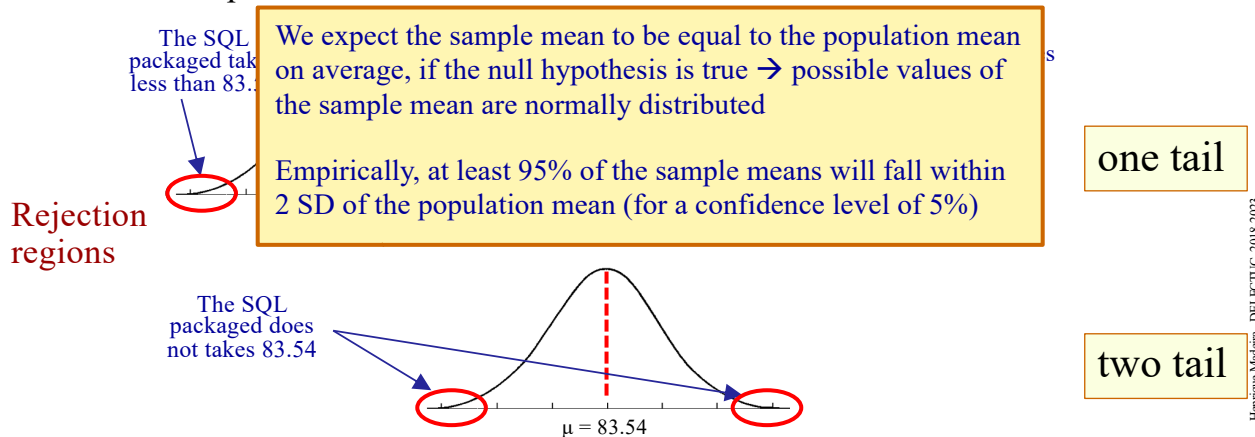 The SQL
packaged tak
less than 83.5
We expect the sample mean to be equal to the population mean
on average, if the null hypothesis is true → possible values of
the sample mean are normally distributed
Empirically, at least 95% of the sample means will fall within
2 SD of the population mean (for a confidence level of 5%)
s
one tail
Rejection
regions
The SQL
packaged does
not takes 83.54
μ = 83.54
two tail
2018-2023